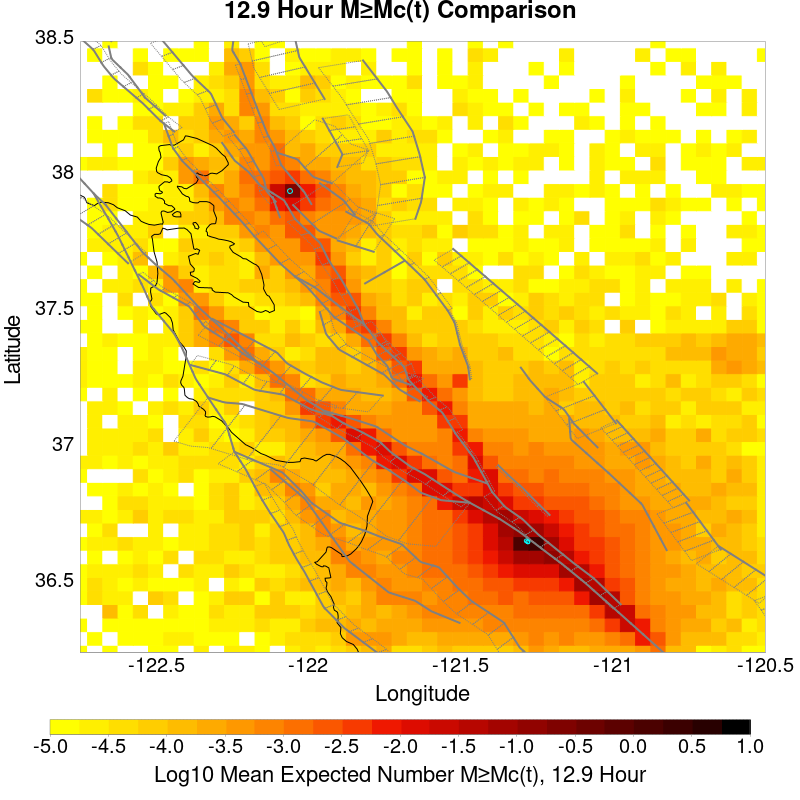 12.9 Hour M≥Mc(t) Comparison
38.5
38
37.5
37
36.5
Latitude
-122.5 -122 -121.5 -121 -120.5
Longitude
-5.0 -4.5 -4.0 -3.5 -3.0 -2.5 -2.0 -1.5 -1.0 -0.5 0.0 0.5 1.0
Log10 Mean Expected Number M≥Mc(t), 12.9 Hour